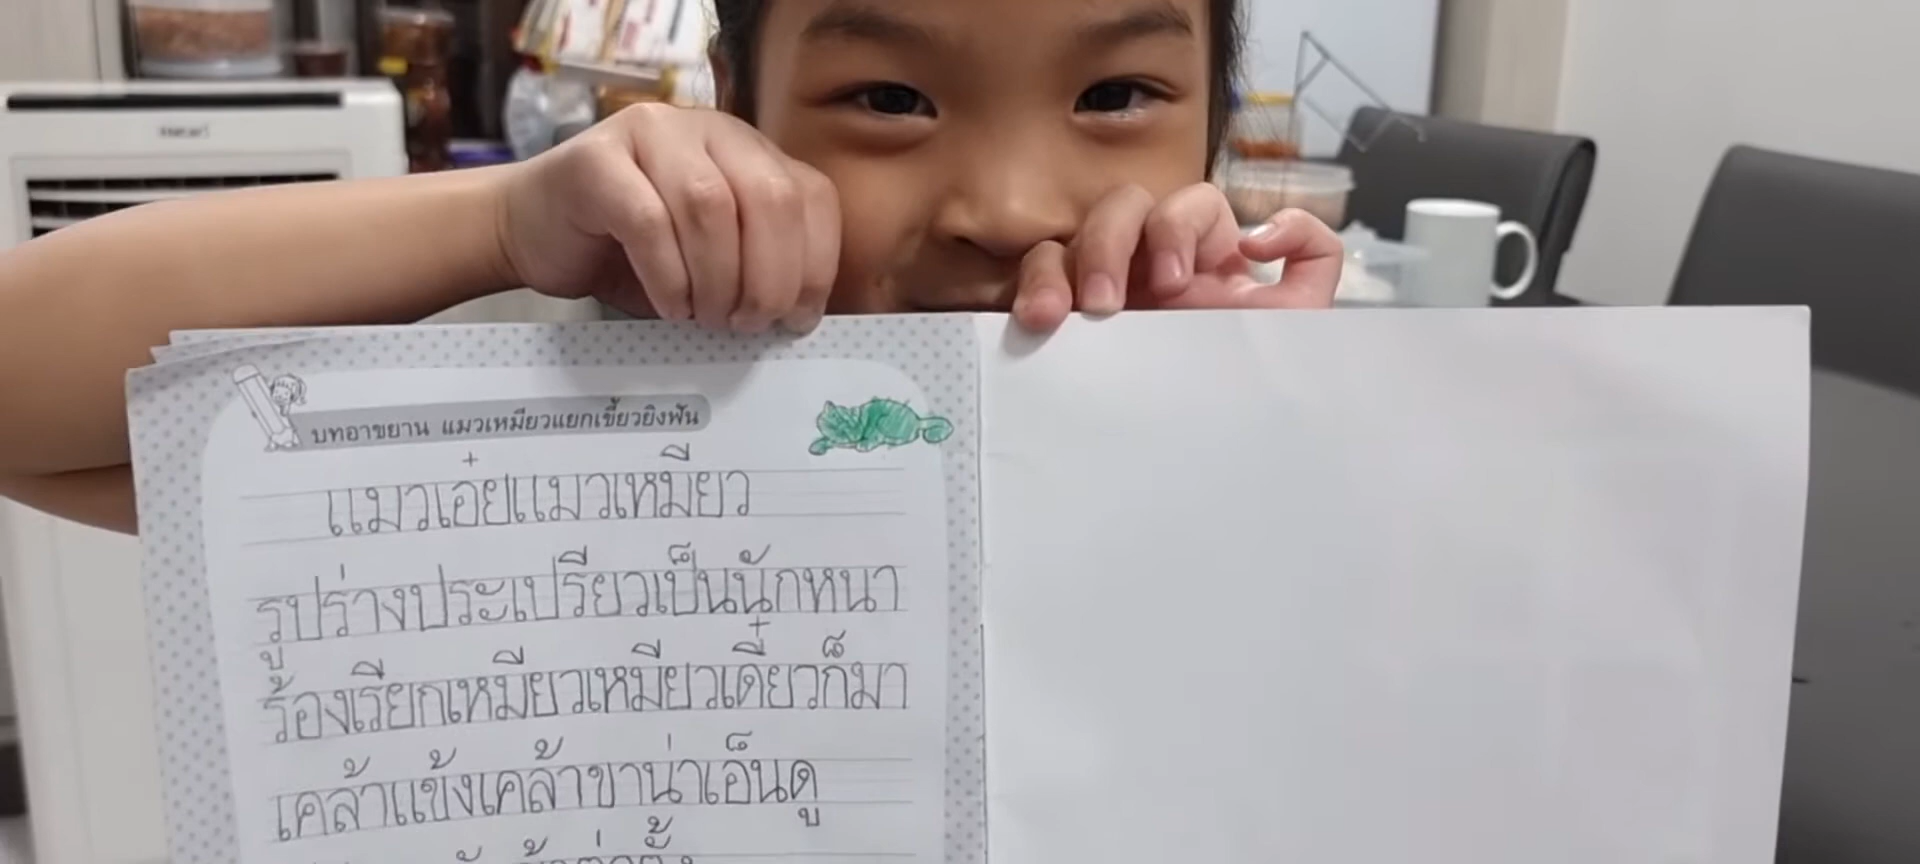 บทอาขยาน แมวเหมียวแยกเขี้ยวยิงฟัน
แมวเอ๋ยแมวเหมียว
รูปร่างประเปรียวเป็นนักหนา
ร้องเรียกเหมียวเหมียวเดี๋ยวก็มา
เคล้าแข้งเคล้าขาน่าเอ็นดู